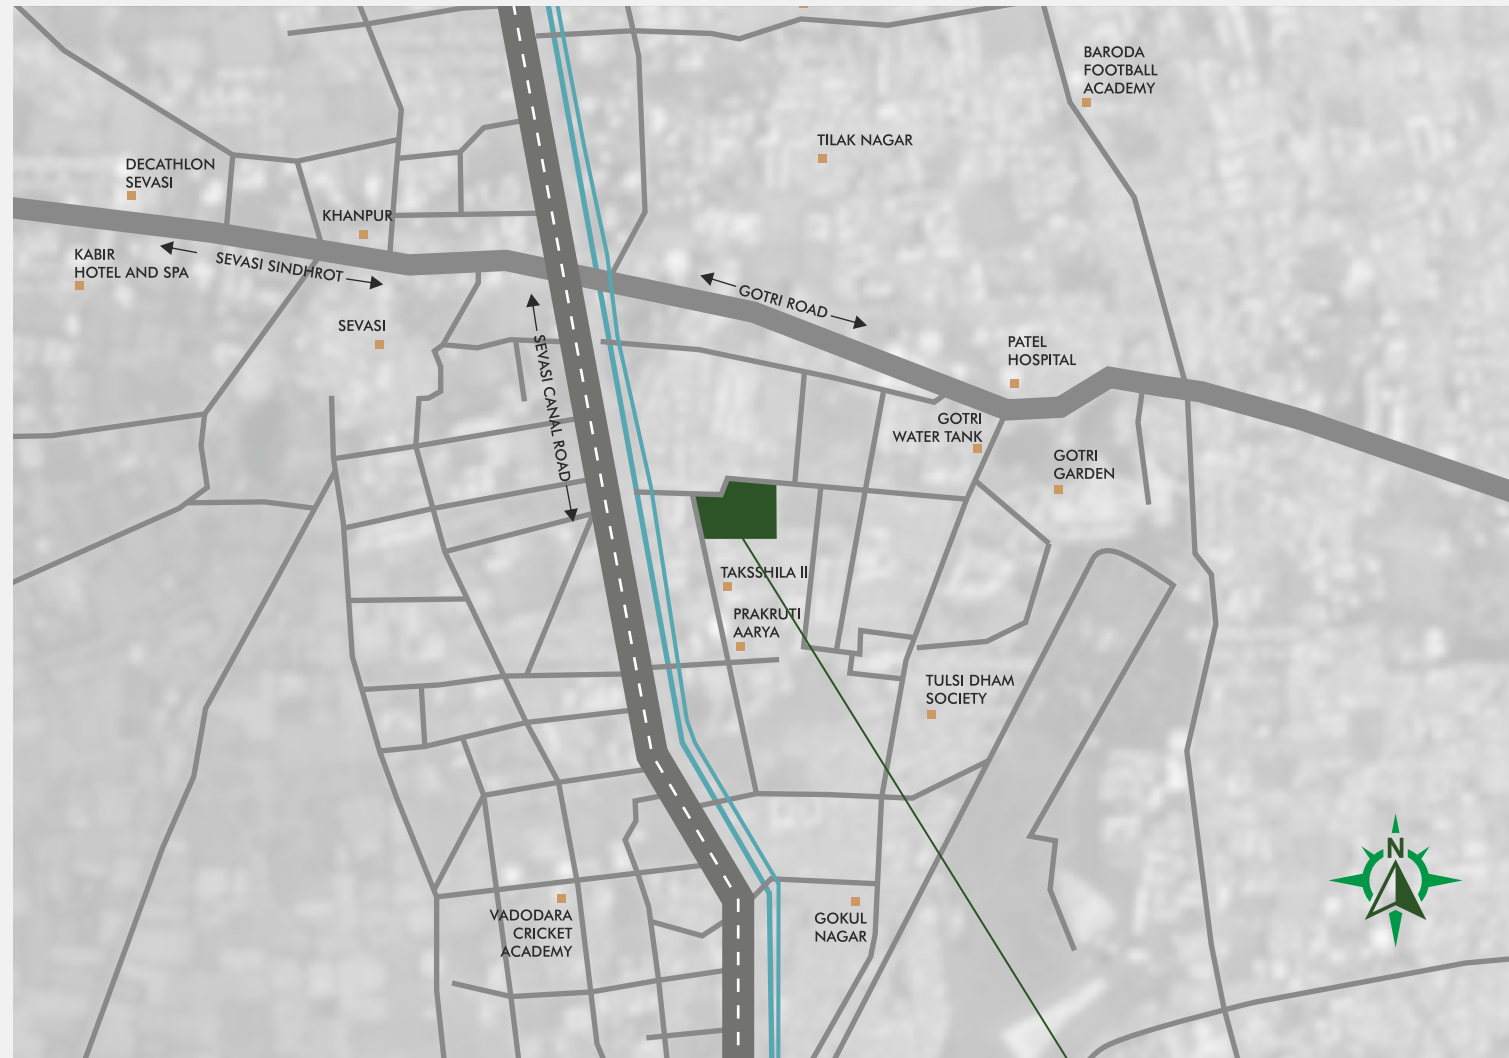 BARODA
FOOTBALL
ACADEMY
TILAK NAGAR
DECATHLON
SEVASI
KHANPUR
KABIR
HOTEL AND SPA
SEVASI SINDHROT
GOTRI ROAD
SEVASI
SEVASI CANAL ROAD
PATEL
HOSPITAL
GOTRI
WATER TANK
GOTRI
GARDEN
TAKSSHILA II
PRAKRUTI
AARYA
TULSI DHAM
SOCIETY
N
VADODARA
CRICKET
ACADEMY
GOKUL
NAGAR